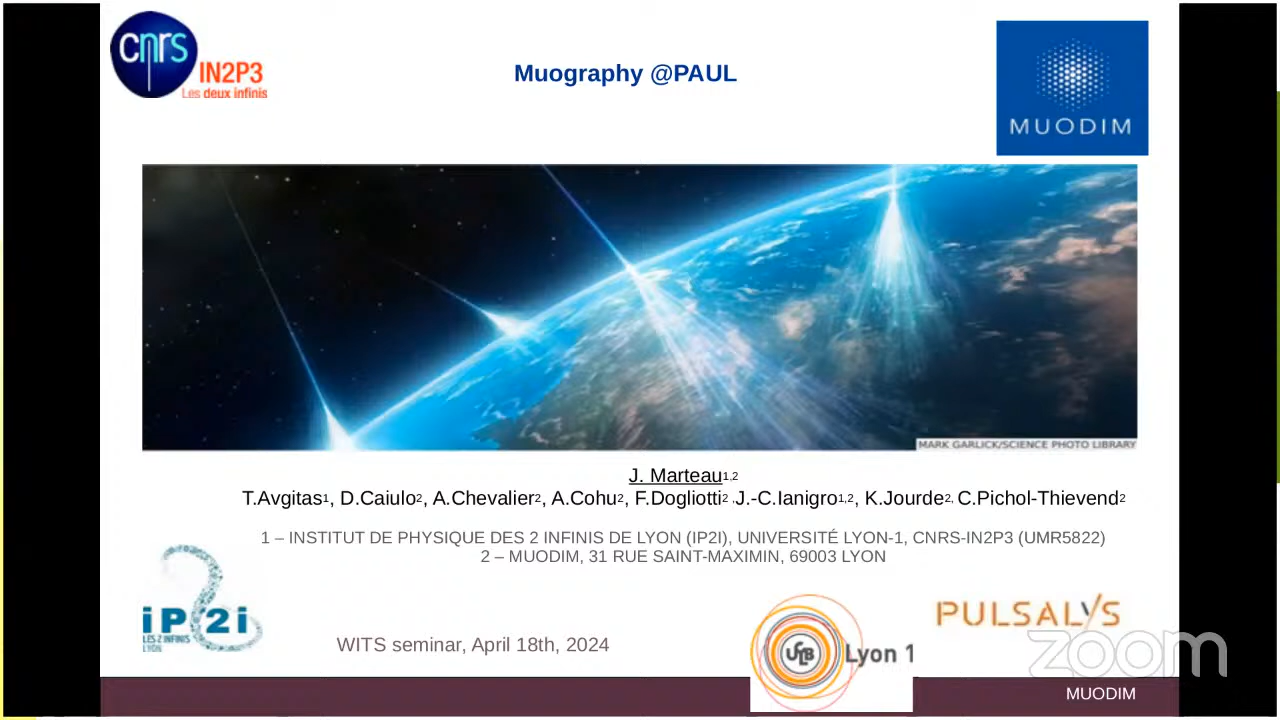 cnrs
IN2P3
Les deux infinis
Muography @PAUL
MUODIM
MARK GARLICK/SCIENCE PHOTO LIBRARY
J. Marteau1,2
T.Avgitas1, D.Caiulo2, A.Chevalier2, A.Cohu2, F.Dogliotti2 ,J.-C.Ianigro1,2, K.Jourde2, C.Pichol-Thievend2
1 – INSTITUT DE PHYSIQUE DES 2 INFINIS DE LYON (IP2I), UNIVERSITÉ LYON-1, CNRS-IN2P3 (UMR5822)
2 – MUODIM, 31 RUE SAINT-MAXIMIN, 69003 LYON
iP2i
LES 2 INFINIS
LYON
WITS seminar, April 18th, 2024
UCLB
Lyon 1
PULSALYS
zoom
MUODIM